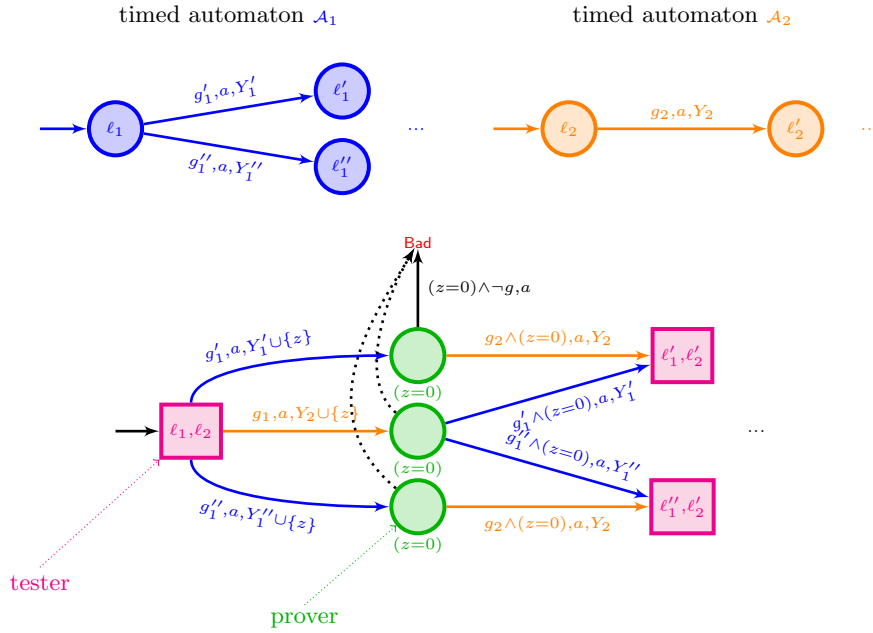 timed automaton 𝒜₁
timed automaton 𝒜₂
ℓ₁
g′₁,a,Y′₁
ℓ′₁
g″₁,a,Y″₁
ℓ″₁
...
ℓ₂
g₂,a,Y₂
ℓ′₂
..
Bad
(z=0)∧¬g,a
g′₁,a,Y′₁∪{z}
(z=0)
g₂∧(z=0),a,Y₂
ℓ′₁,ℓ′₂
ℓ₁,ℓ₂
g₁,a,Y₂∪{z}
(z=0)
g′₁∧(z=0),a,Y′₁
g″₁∧(z=0),a,Y″₁
...
g″₁,a,Y″₁∪{z}
(z=0)
g₂∧(z=0),a,Y₂
ℓ″₁,ℓ′₂
tester
prover